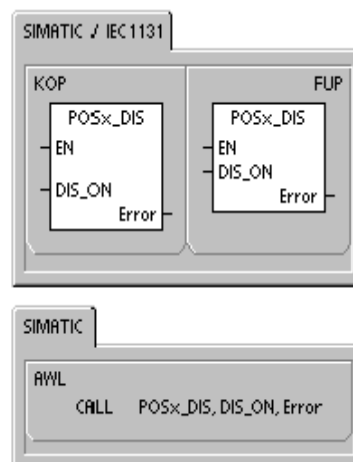 SIMATIC / IEC1131
KOP
POSx_DIS
EN
DIS_ON
Error
FUP
POSx_DIS
EN
DIS_ON
Error
SIMATIC
AWL
CALL POSx_DIS, DIS_ON, Error